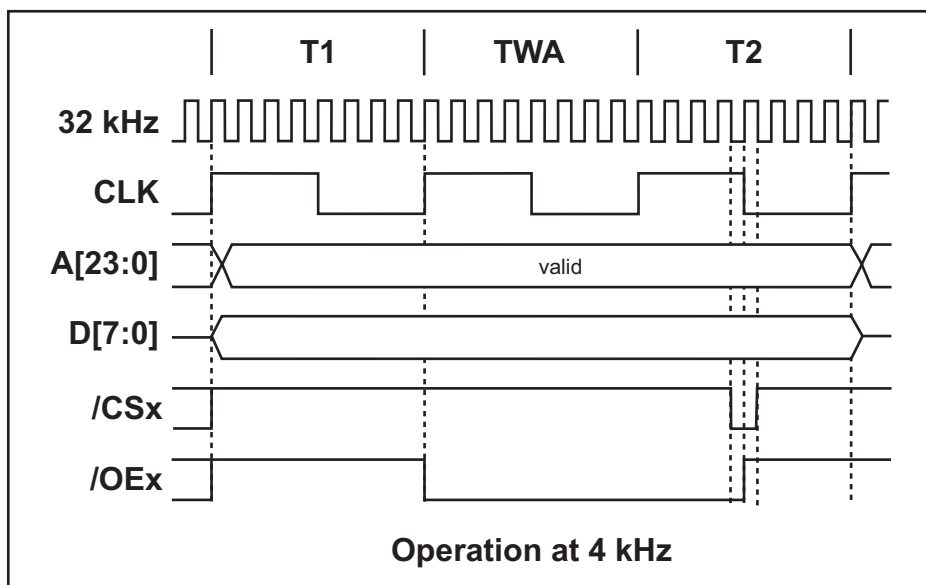 T1 TWA T2
32 kHz
CLK
A[23:0] valid
D[7:0]
/CSx
/OEx
Operation at 4 kHz